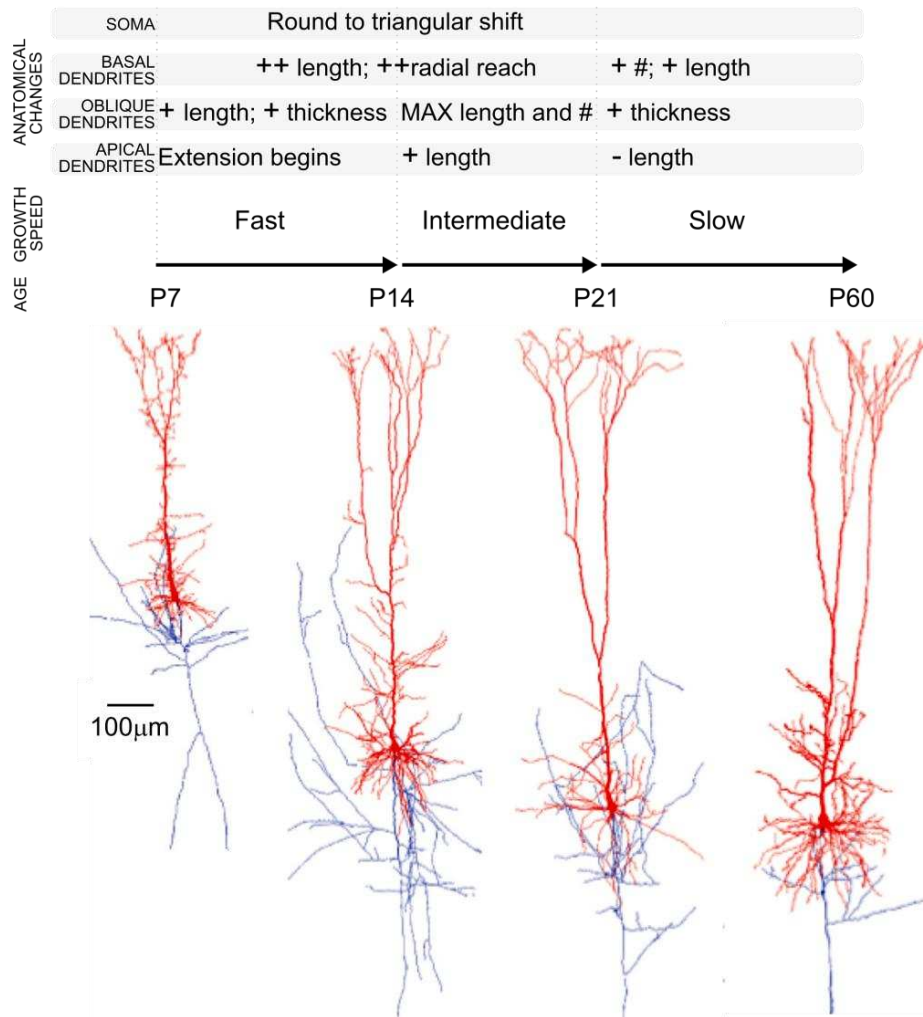 ANATOMICAL CHANGES
SOMA Round to triangular shift
BASAL DENDRITES ++ length; ++radial reach + #; + length
OBLIQUE DENDRITES + length; + thickness MAX length and # + thickness
APICAL DENDRITES Extension begins + length - length
GROWTH SPEED Fast Intermediate Slow
AGE P7 P14 P21 P60
100μm